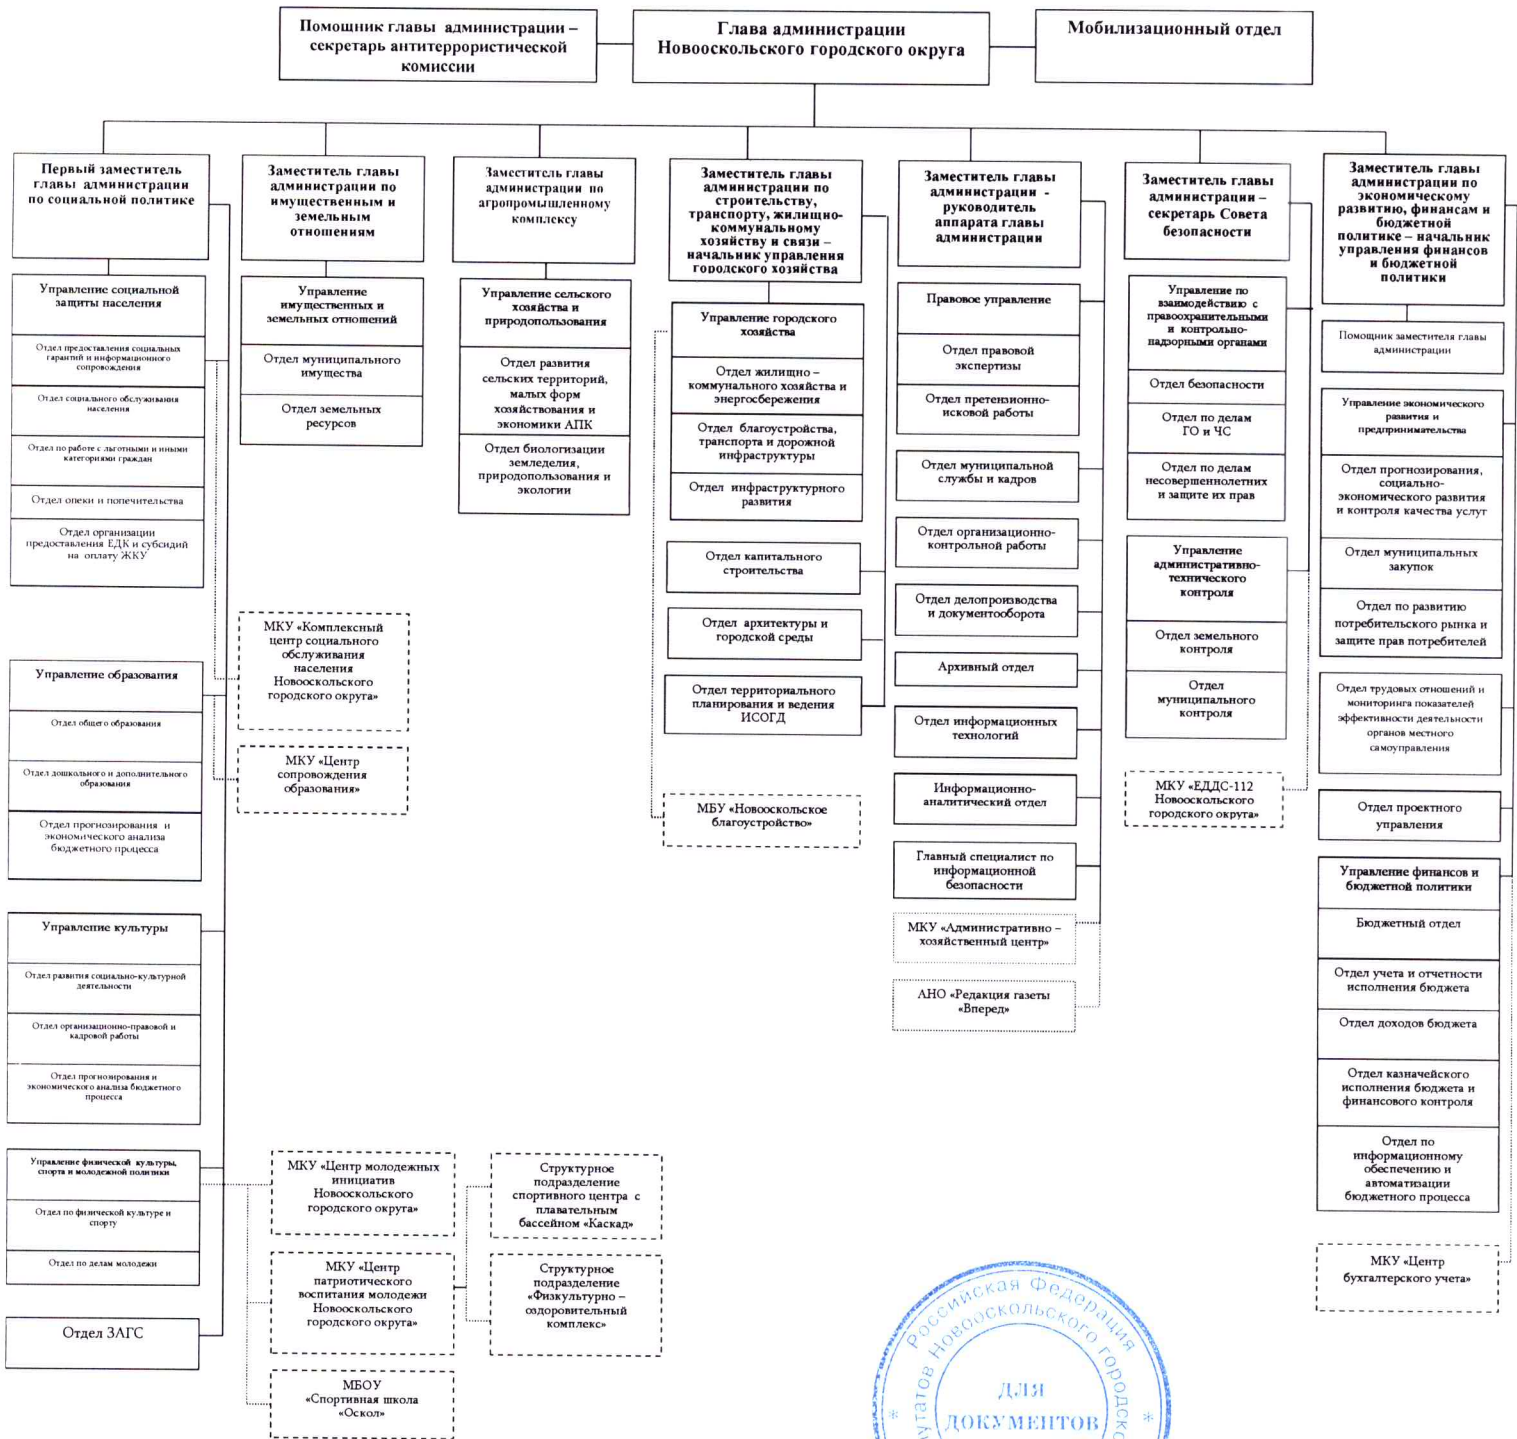 Помощник главы администрации –
секретарь антитеррористической
комиссии
Глава администрации
Новооскольского городского округа
Мобилизационный отдел
Первый заместитель
главы администрации
по социальной политике
Управление социальной
защиты населения
Отдел предоставления социальных
гарантий и информационного
сопровождения
Отдел социального обслуживания
населения
Отдел по работе с льготными и иными
категориями граждан
Отдел опеки и попечительства
Отдел организации
предоставления ЕДК и субсидий
на оплату ЖКУ
МКУ «Комплексный
центр социального
обслуживания
населения
Новооскольского
городского округа»
Управление образования
Отдел общего образования
Отдел дошкольного и дополнительного
образования
Отдел прогнозирования и
экономического анализа
бюджетного процесса
МКУ «Центр
сопровождения
образования»
Управление культуры
Отдел развития социально-культурной
деятельности
Отдел организационно-правовой и
кадровой работы
Отдел прогнозирования и
экономического анализа бюджетного
процесса
Управление физической культуры,
спорта и молодежной политики
Отдел по физической культуре и
спорту
Отдел по делам молодежи
Отдел ЗАГС
МКУ «Центр молодежных
инициатив
Новооскольского
городского округа»
МКУ «Центр
патриотического
воспитания молодежи
Новооскольского
городского округа»
МБОУ
«Спортивная школа
«Оскол»
Структурное
подразделение
спортивного центра с
плавательным
бассейном «Каскад»
Структурное
подразделение
«Физкультурно –
оздоровительный
комплекс»
Заместитель главы
администрации по
имущественным и
земельным
отношениям
Управление
имущественных и
земельных отношений
Отдел муниципального
имущества
Отдел земельных
ресурсов
Заместитель главы
администрации по
агропромышленному
комплексу
Управление сельского
хозяйства и
природопользования
Отдел развития
сельских территорий,
малых форм
хозяйствования и
экономики АПК
Отдел биологизации
земледелия,
природопользования и
экологии
Заместитель главы
администрации по
строительству,
транспорту, жилищно-
коммунальному
хозяйству и связи –
начальник управления
городского хозяйства
Управление городского
хозяйства
Отдел жилищно –
коммунального хозяйства и
энергосбережения
Отдел благоустройства,
транспорта и дорожной
инфраструктуры
Отдел инфраструктурного
развития
Отдел капитального
строительства
Отдел архитектуры и
городской среды
Отдел территориального
планирования и ведения
ИСОГД
МБУ «Новооскольское
благоустройство»
Заместитель главы
администрации -
руководитель
аппарата главы
администрации
Правовое управление
Отдел правовой
экспертизы
Отдел претензионно-
исковой работы
Отдел муниципальной
службы и кадров
Отдел организационно-
контрольной работы
Отдел делопроизводства
и документооборота
Архивный отдел
Отдел информационных
технологий
Информационно-
аналитический отдел
Главный специалист по
информационной
безопасности
МКУ «Административно –
хозяйственный центр»
АНО «Редакция газеты
«Вперед»
Заместитель главы
администрации –
секретарь Совета
безопасности
Управление по
взаимодействию с
правоохранительными
и контрольно-
надзорными органами
Отдел безопасности
Отдел по делам
ГО и ЧС
Отдел по делам
несовершеннолетних
и защите их прав
Управление
административно-
технического
контроля
Отдел земельного
контроля
Отдел
муниципального
контроля
МКУ «ЕДДС-112
Новооскольского
городского округа»
Заместитель главы
администрации по
экономическому
развитию, финансам и
бюджетной
политике – начальник
управления финансов
и бюджетной
политики
Помощник заместителя главы
администрации
Управление экономического
развития и
предпринимательства
Отдел прогнозирования,
социально-
экономического развития
и контроля качества услуг
Отдел муниципальных
закупок
Отдел по развитию
потребительского рынка и
защите прав потребителей
Отдел трудовых отношений и
мониторинга показателей
эффективности деятельности
органов местного
самоуправления
Отдел проектного
управления
Управление финансов и
бюджетной политики
Бюджетный отдел
Отдел учета и отчетности
исполнения бюджета
Отдел доходов бюджета
Отдел казначейского
исполнения бюджета и
финансового контроля
Отдел по
информационному
обеспечению и
автоматизации
бюджетного процесса
МКУ «Центр
бухгалтерского учета»
Российская Федерация
Новооскольского
ДЛЯ
ДОКУМЕНТОВ